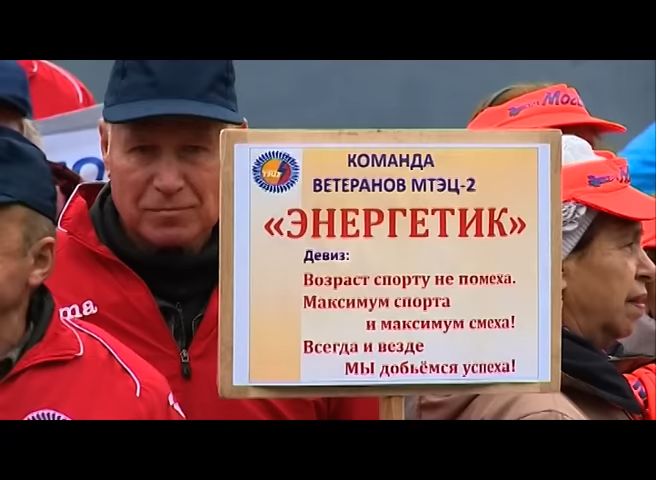 КОМАНДА
ВЕТЕРАНОВ МТЭЦ-2
«ЭНЕРГЕТИК»
Девиз:
Возраст спорту не помеха.
Максимум спорта
и максимум смеха!
Всегда и везде
МЫ добьёмся успеха!